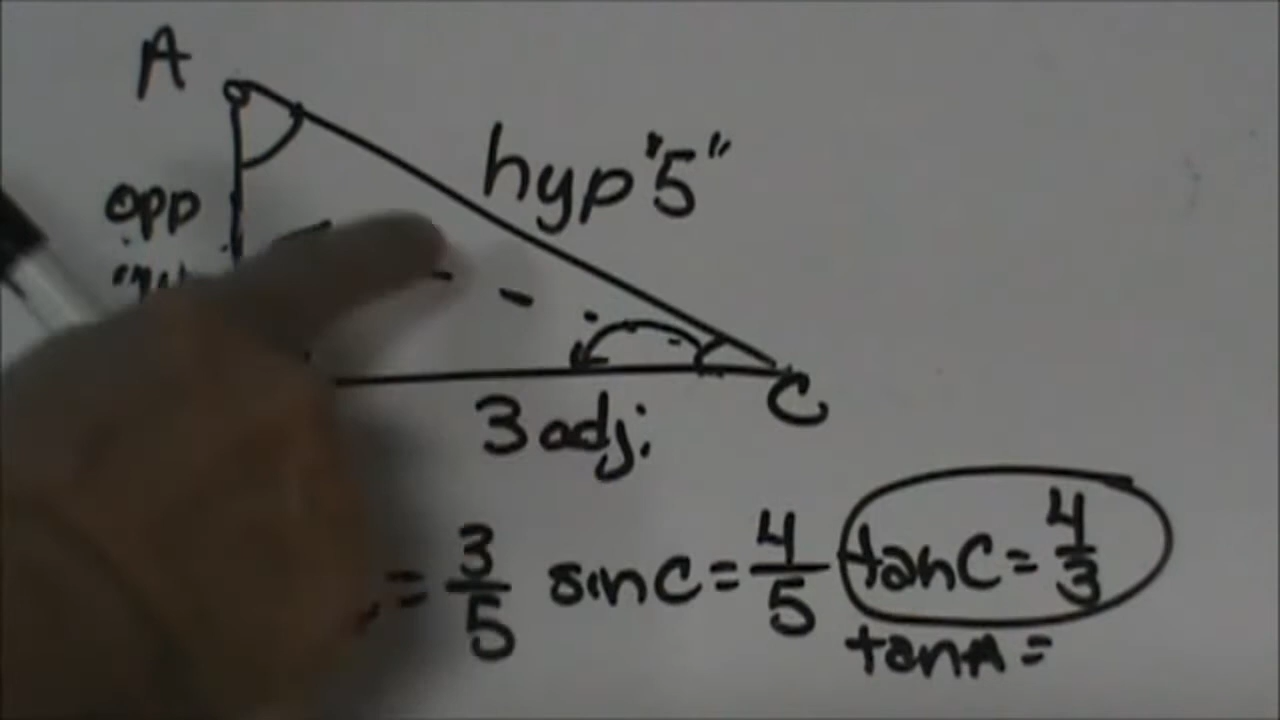 A
hyp "5"
opp
C
3 adj.
= 3/5 sin C = 4/5 tan C = 4/3
tan A =